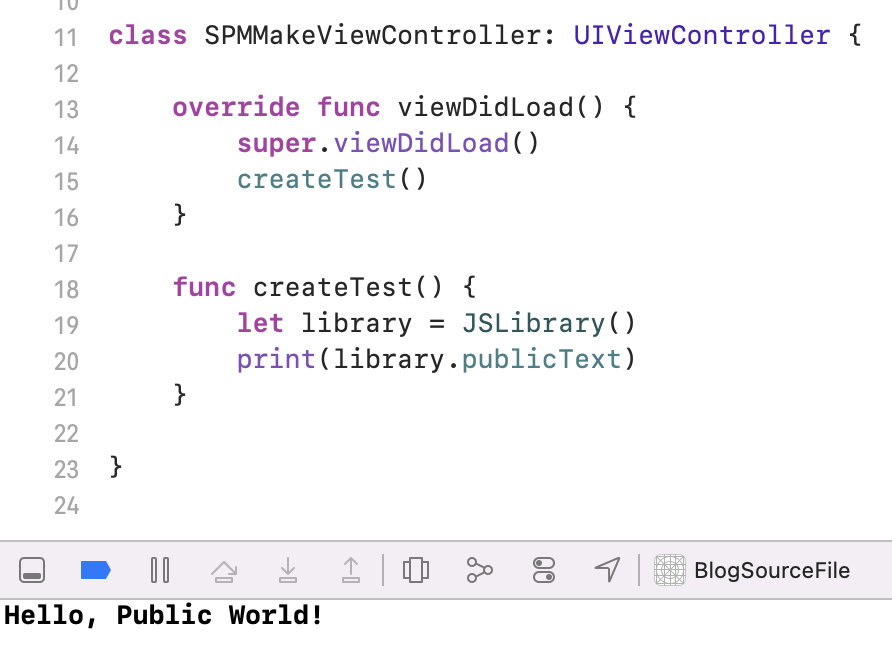 10
11 class SPMMakeViewController: UIViewController {
12
13     override func viewDidLoad() {
14         super.viewDidLoad()
15         createTest()
16     }
17
18     func createTest() {
19         let library = JSLibrary()
20         print(library.publicText)
21     }
22
23 }
24
BlogSourceFile
Hello, Public World!